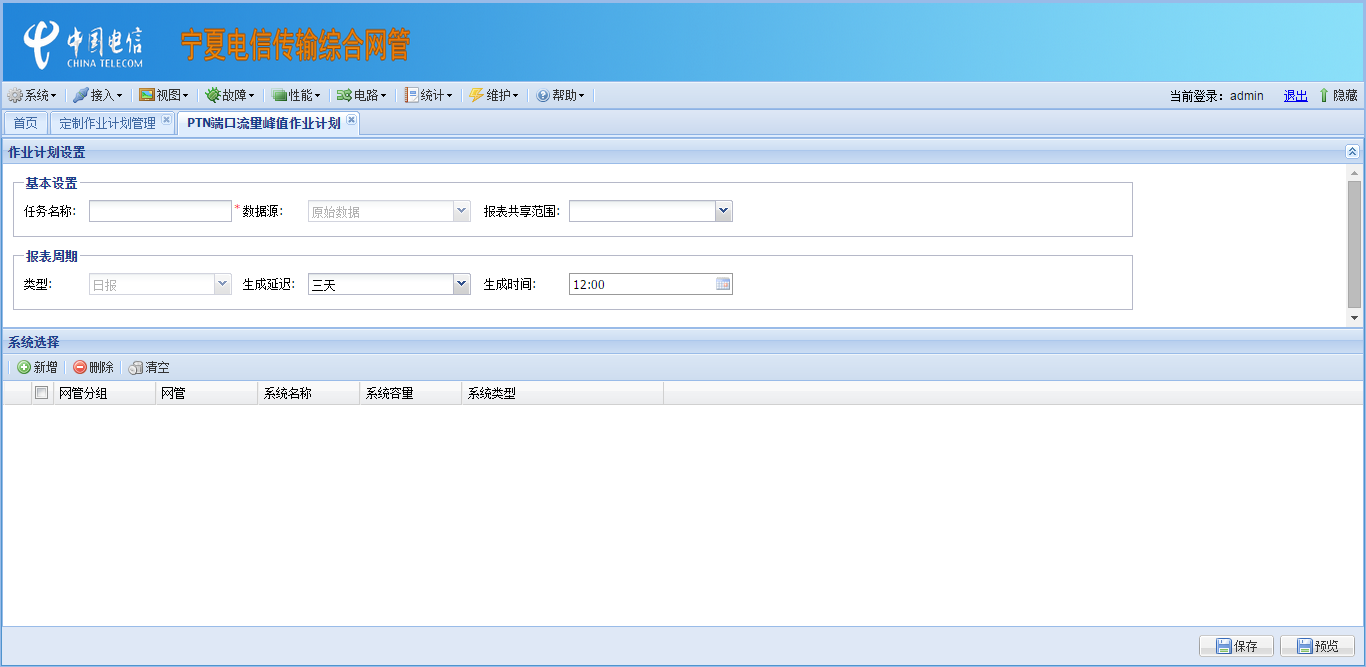 中国电信 CHINA TELECOM 宁夏电信传输综合网管
系统 接入 视图 故障 性能 电路 统计 维护 帮助 当前登录: admin 退出 隐藏
首页 定制作业计划管理 PTN端口流量峰值作业计划
作业计划设置
基本设置
任务名称: * 数据源: 原始数据 报表共享范围:
报表周期
类型: 日报 生成延迟: 三天 生成时间: 12:00
系统选择
新增 删除 清空
网管分组 网管 系统名称 系统容量 系统类型
保存 预览